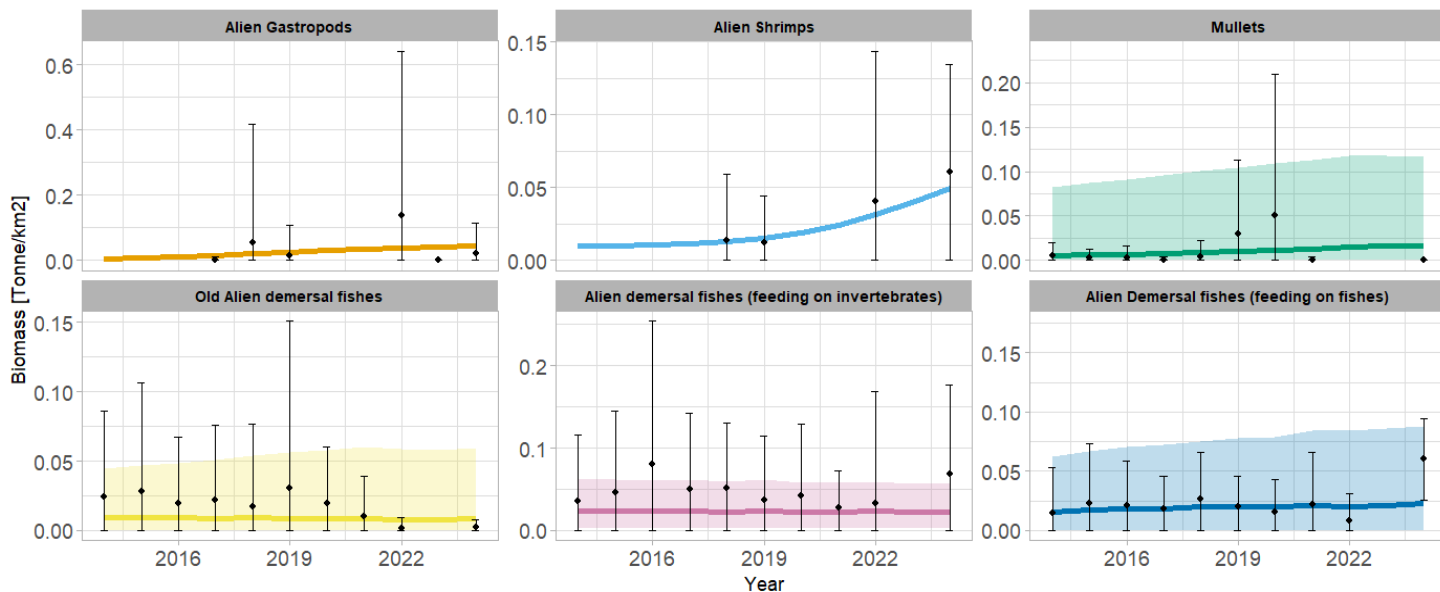 Alien Gastropods
Alien Shrimps
Mullets
0.6
0.4
0.2
0.0
0.15
0.10
0.05
0.00
0.20
0.15
0.10
0.05
0.00
Biomass [Tonne/km2]
Old Alien demersal fishes
Alien demersal fishes (feeding on invertebrates)
Alien Demersal fishes (feeding on fishes)
0.15
0.10
0.05
0.00
0.2
0.1
0.0
0.15
0.10
0.05
0.00
2016 2019 2022
2016 2019 2022
2016 2019 2022
Year